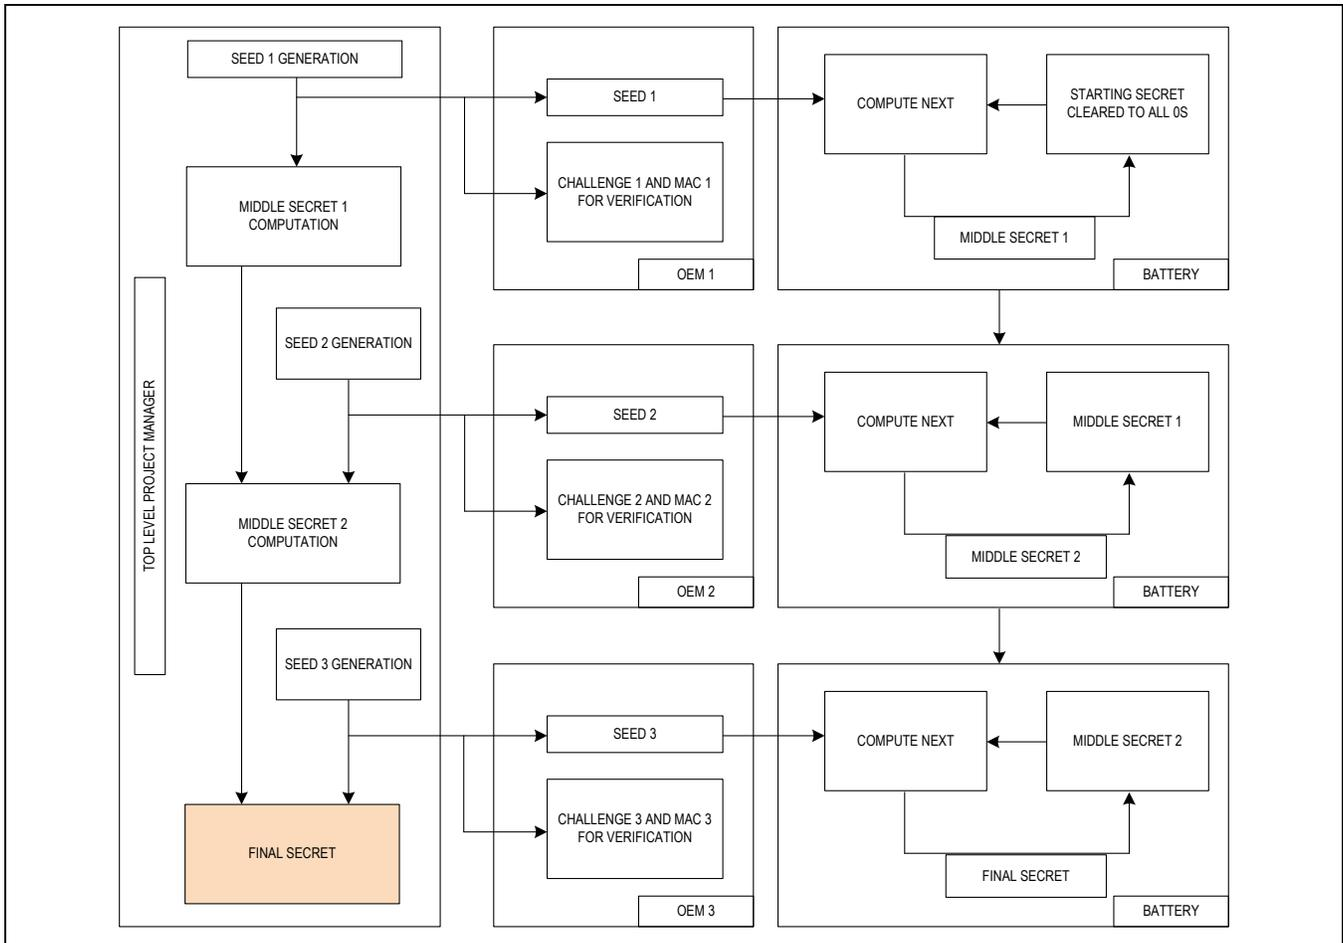 SEED 1 GENERATION
SEED 1
COMPUTE NEXT
STARTING SECRET
CLEARED TO ALL 0S
MIDDLE SECRET 1
COMPUTATION
CHALLENGE 1 AND MAC 1
FOR VERIFICATION
MIDDLE SECRET 1
OEM 1
BATTERY
TOP LEVEL PROJECT MANAGER
SEED 2 GENERATION
SEED 2
COMPUTE NEXT
MIDDLE SECRET 1
MIDDLE SECRET 2
COMPUTATION
CHALLENGE 2 AND MAC 2
FOR VERIFICATION
MIDDLE SECRET 2
OEM 2
BATTERY
SEED 3 GENERATION
SEED 3
COMPUTE NEXT
MIDDLE SECRET 2
FINAL SECRET
CHALLENGE 3 AND MAC 3
FOR VERIFICATION
FINAL SECRET
OEM 3
BATTERY